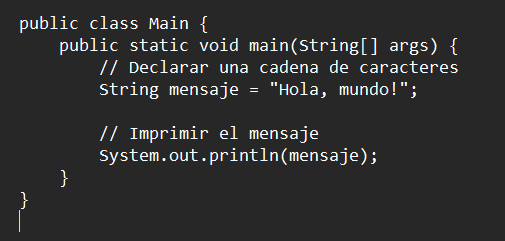 public class Main {
    public static void main(String[] args) {
        // Declarar una cadena de caracteres
        String mensaje = "Hola, mundo!";

        // Imprimir el mensaje
        System.out.println(mensaje);
    }
}